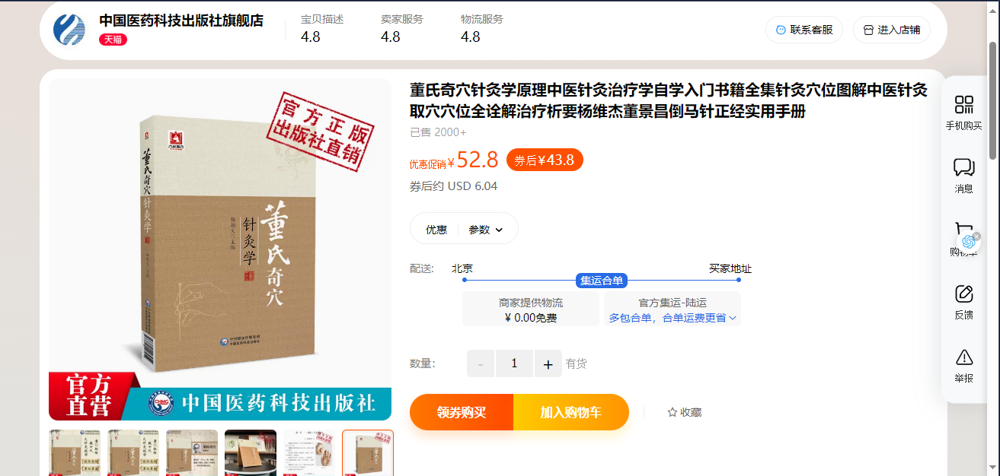 中国医药科技出版社旗舰店
天猫
宝贝描述
4.8
卖家服务
4.8
物流服务
4.8
联系客服
进入店铺
官方正版
出版社直销
董氏奇穴
针灸学
董氏奇穴
针灸学
中国医药科技出版社
官方
直营
CHMC
中国医药科技出版社
董氏奇穴针灸学原理中医针灸治疗学自学入门书籍全集针灸穴位图解中医针灸
取穴穴位全诠解治疗析要杨维杰董景昌倒马针正经实用手册
已售 2000+
优惠促销¥52.8 券后¥43.8
券后约 USD 6.04
优惠
参数
配送:
北京
买家地址
集运合单
商家提供物流
¥ 0.00免费
官方集运-陆运
多包合单，合单运费更省
数量:
- 1 +
有货
领券购买
加入购物车
收藏
手机购买
消息
购物车
反馈
举报